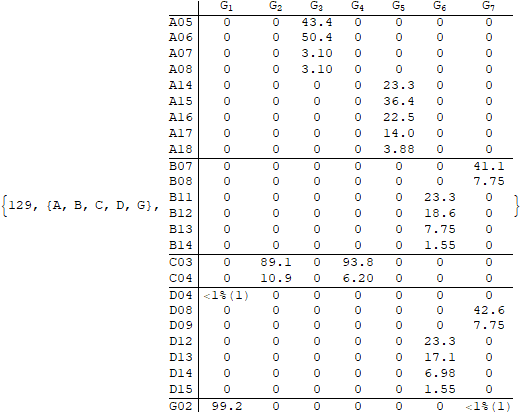 G1 G2 G3 G4 G5 G6 G7
A05 0 0 43.4 0 0 0 0
A06 0 0 50.4 0 0 0 0
A07 0 0 3.10 0 0 0 0
A08 0 0 3.10 0 0 0 0
A14 0 0 0 0 23.3 0 0
A15 0 0 0 0 36.4 0 0
A16 0 0 0 0 22.5 0 0
A17 0 0 0 0 14.0 0 0
A18 0 0 0 0 3.88 0 0
B07 0 0 0 0 0 0 41.1
B08 0 0 0 0 0 0 7.75
{129, {A, B, C, D, G}, B11 0 0 0 0 0 23.3 0 }
B12 0 0 0 0 0 18.6 0
B13 0 0 0 0 0 7.75 0
B14 0 0 0 0 0 1.55 0
C03 0 89.1 0 93.8 0 0 0
C04 0 10.9 0 6.20 0 0 0
D04 <1%(1) 0 0 0 0 0 0
D08 0 0 0 0 0 0 42.6
D09 0 0 0 0 0 0 7.75
D12 0 0 0 0 0 23.3 0
D13 0 0 0 0 0 17.1 0
D14 0 0 0 0 0 6.98 0
D15 0 0 0 0 0 1.55 0
G02 99.2 0 0 0 0 0 <1%(1)